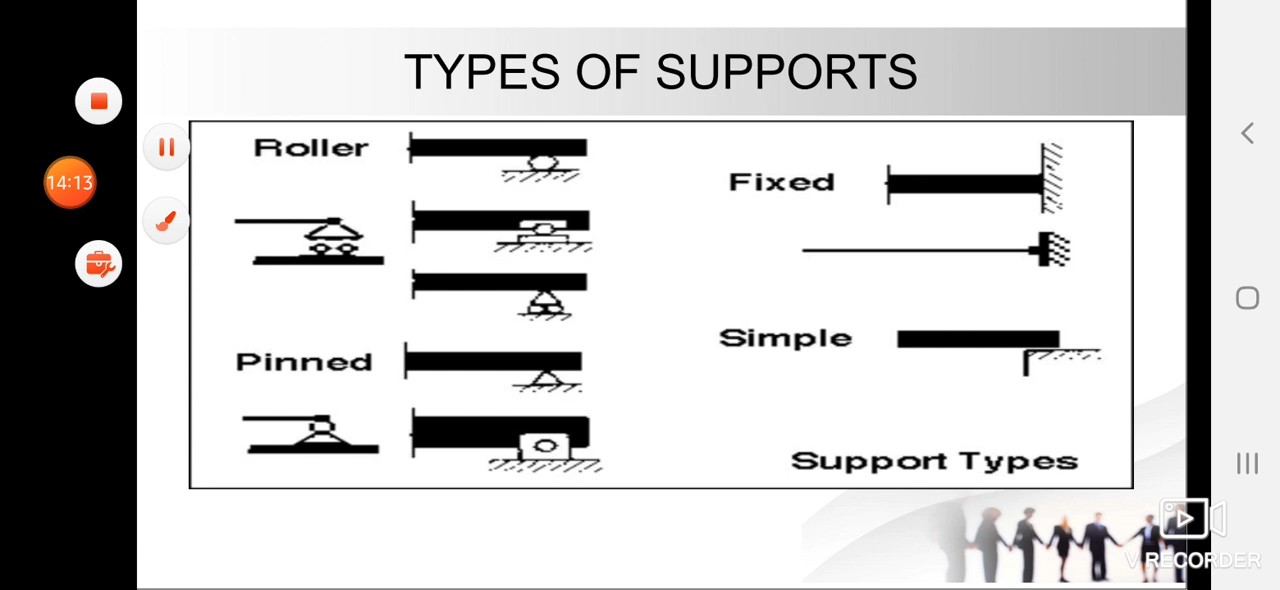 TYPES OF SUPPORTS
Roller
Fixed
14:13
Simple
Pinned
Support Types
V RECORDER